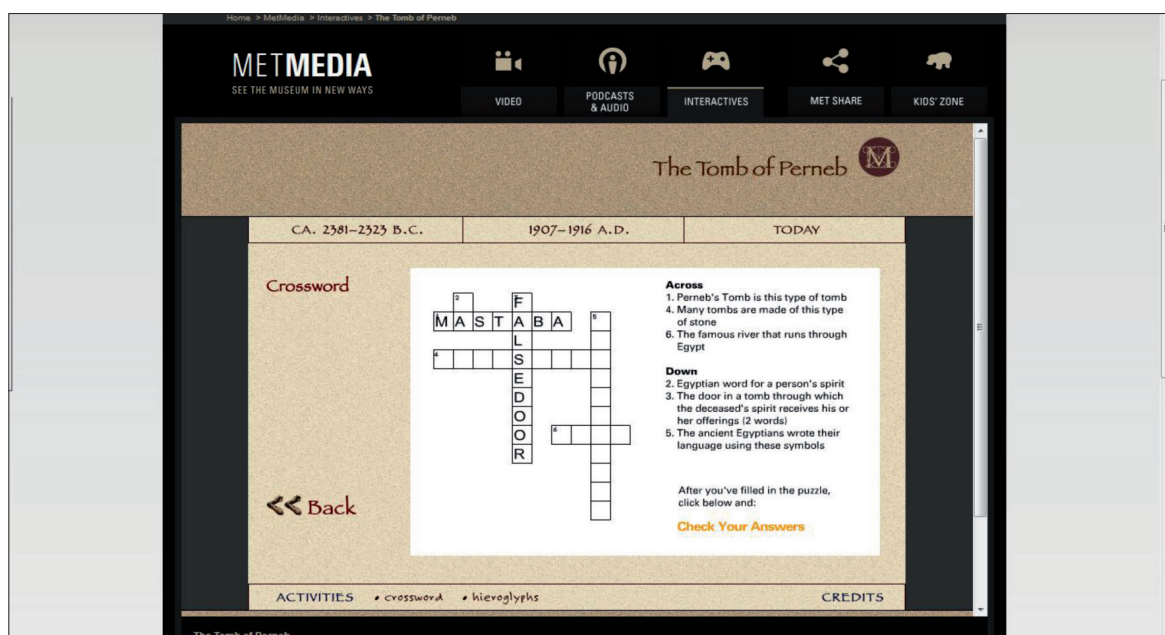 Home > MetMedia > Interactives > The Tomb of Perneb
METMEDIA
SEE THE MUSEUM IN NEW WAYS
VIDEO
PODCASTS
& AUDIO
INTERACTIVES
MET SHARE
KIDS' ZONE
The Tomb of Perneb
M
CA. 2381–2323 B.C.
1907–1916 A.D.
TODAY
Crossword
2
3
F
1
MASTABA
5
L
4
S
E
D
O
O
6
R
Across
1. Perneb's Tomb is this type of tomb
4. Many tombs are made of this type
of stone
6. The famous river that runs through
Egypt
Down
2. Egyptian word for a person's spirit
3. The door in a tomb through which
the deceased's spirit receives his or
her offerings (2 words)
5. The ancient Egyptians wrote their
language using these symbols
After you've filled in the puzzle,
click below and:
Check Your Answers
<< Back
ACTIVITIES • crossword • hieroglyphs
CREDITS
The Tomb of Perneb